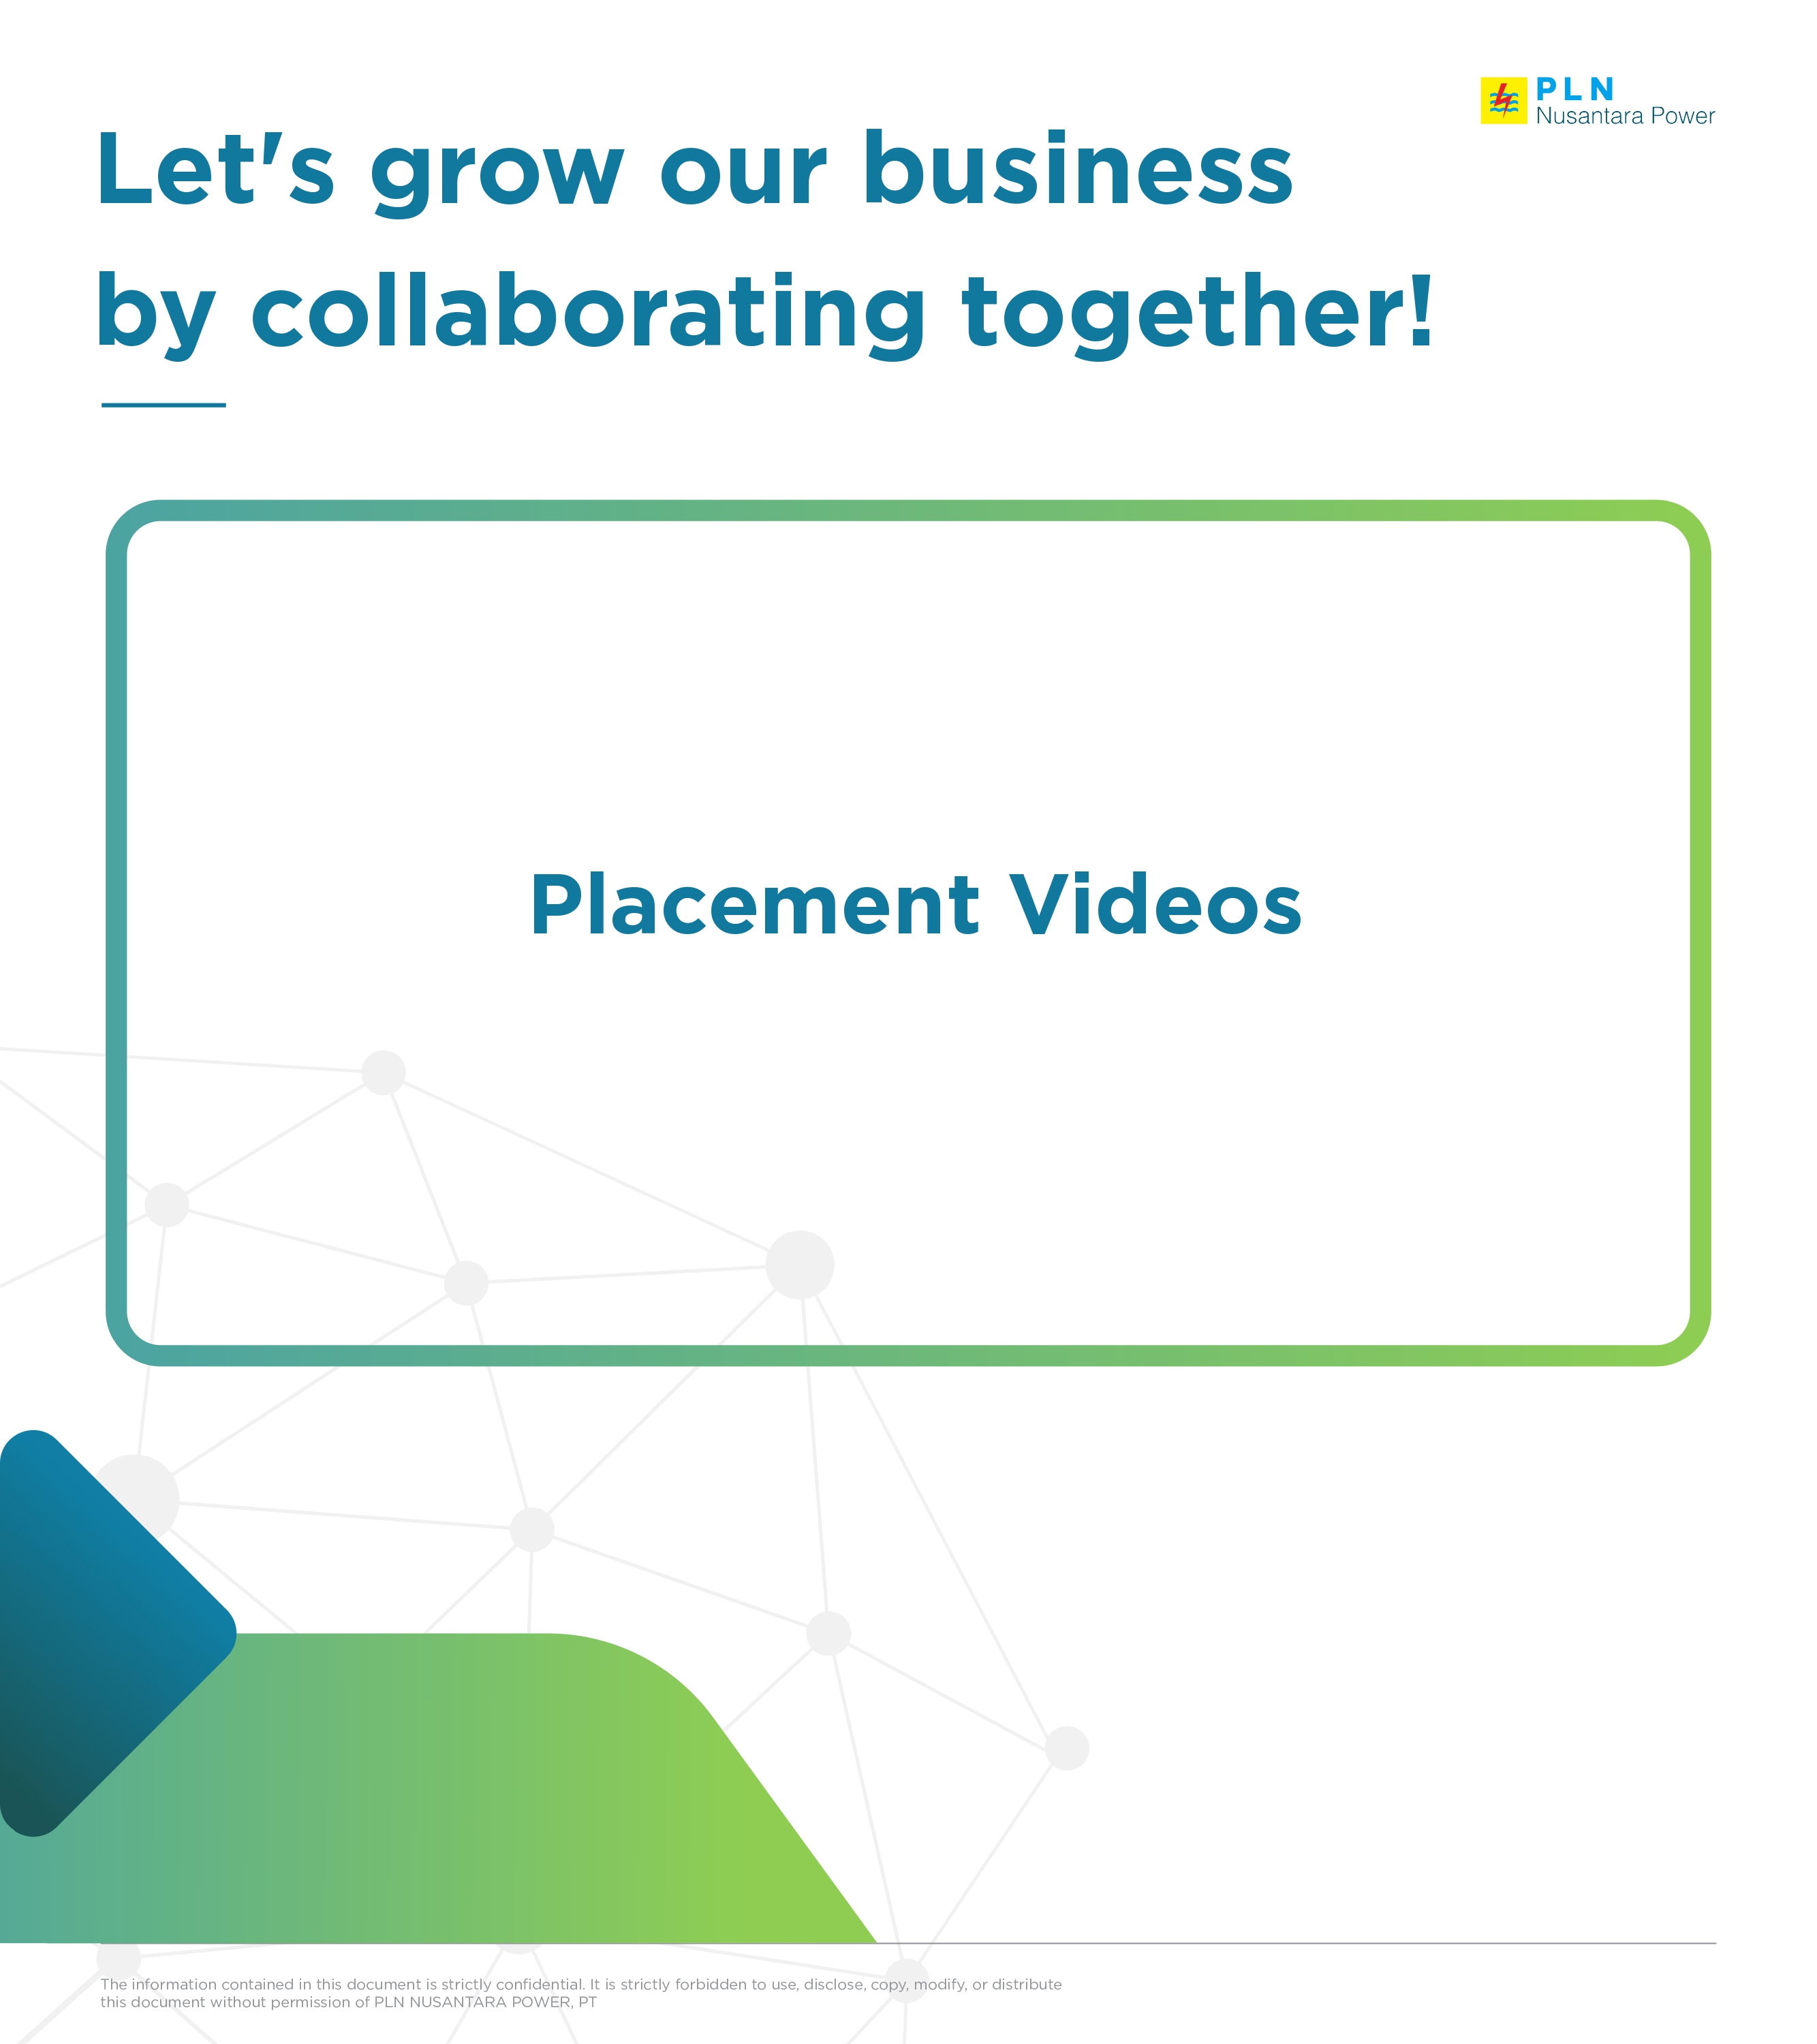 PLN
Nusantara Power
Let's grow our business
by collaborating together!
Placement Videos
The information contained in this document is strictly confidential. It is strictly forbidden to use, disclose, copy, modify, or distribute
this document without permission of PLN NUSANTARA POWER, PT